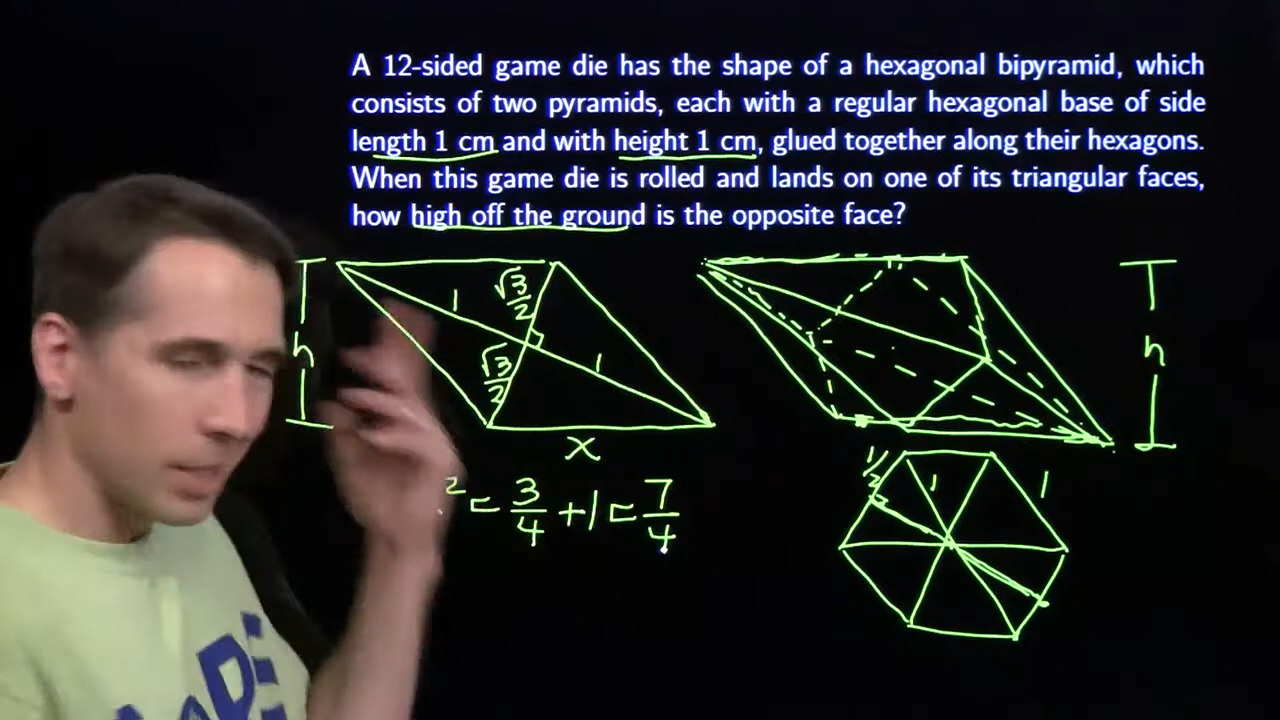 A 12-sided game die has the shape of a hexagonal bipyramid, which
consists of two pyramids, each with a regular hexagonal base of side
length 1 cm and with height 1 cm, glued together along their hexagons.
When this game die is rolled and lands on one of its triangular faces,
how high off the ground is the opposite face?
√3/2
1
h
h
√3/2
1
x
1/2
1
1
² = 3/4 + 1 = 7/4